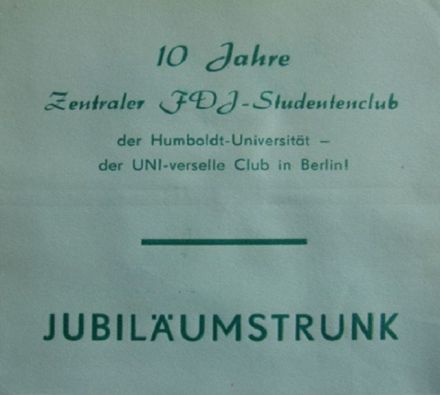 10 Jahre
Zentraler FDJ-Studentenclub
der Humboldt-Universität –
der UNI-verselle Club in Berlin!
JUBILÄUMSTRUNK